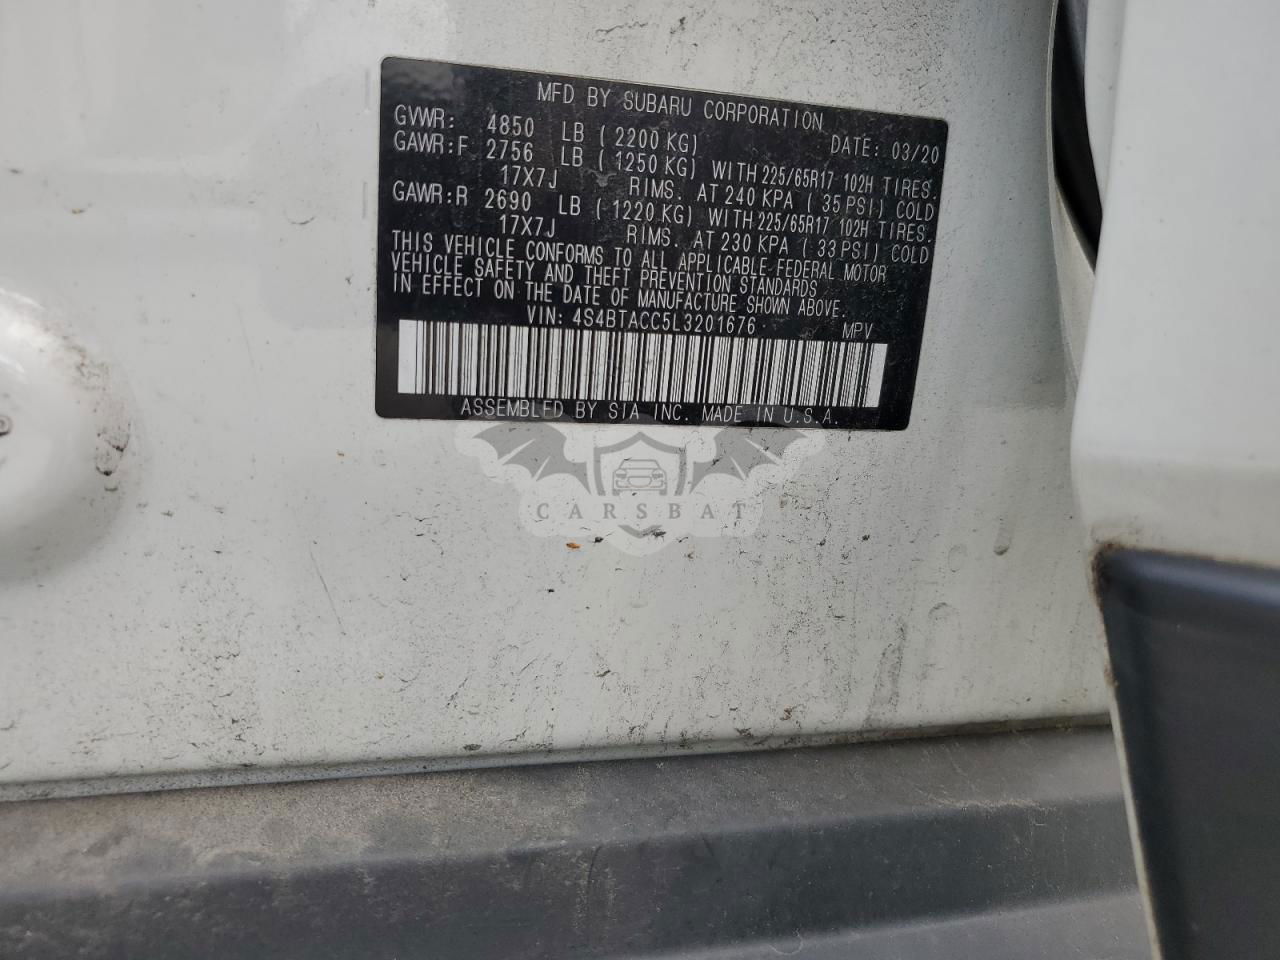 MFD BY SUBARU CORPORATION
GVWR: 4850 LB ( 2200 KG) DATE: 03/20
GAWR:F 2756 LB ( 1250 KG) WITH 225/65R17 102H TIRES.
17X7J RIMS. AT 240 KPA ( 35 PSI) COLD
GAWR:R 2690 LB ( 1220 KG) WITH 225/65R17 102H TIRES.
17X7J RIMS. AT 230 KPA ( 33 PSI) COLD
THIS VEHICLE CONFORMS TO ALL APPLICABLE FEDERAL MOTOR
VEHICLE SAFETY AND THEFT PREVENTION STANDARDS
IN EFFECT ON THE DATE OF MANUFACTURE SHOWN ABOVE.
VIN: 4S4BTACC5L3201676 MPV
ASSEMBLED BY SIA INC. MADE IN U.S.A.
CARSBAT